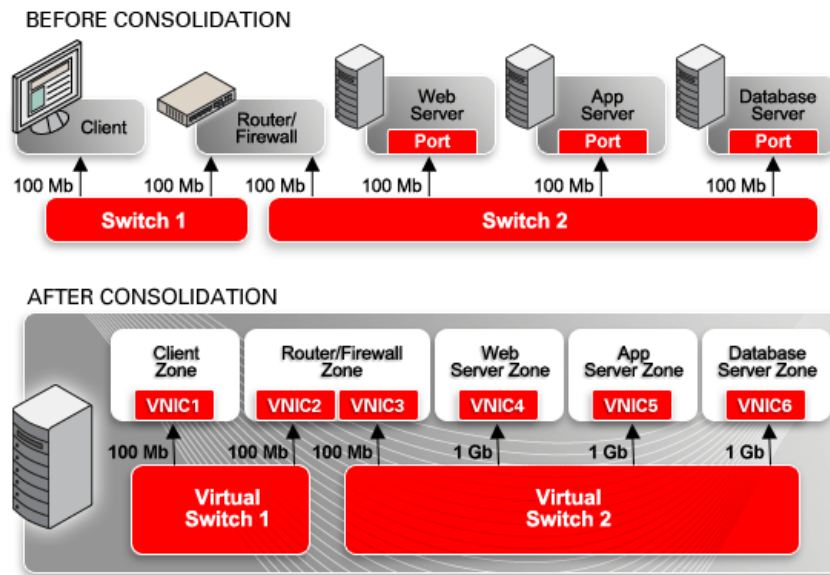 BEFORE CONSOLIDATION
Client
Router/
Firewall
Web
Server
Port
App
Server
Port
Database
Server
Port
100 Mb
100 Mb
100 Mb
100 Mb
100 Mb
100 Mb
Switch 1
Switch 2
AFTER CONSOLIDATION
Client
Zone
VNIC1
Router/Firewall
Zone
VNIC2
VNIC3
Web
Server Zone
VNIC4
App
Server Zone
VNIC5
Database
Server Zone
VNIC6
100 Mb
100 Mb
100 Mb
1 Gb
1 Gb
1 Gb
Virtual
Switch 1
Virtual
Switch 2